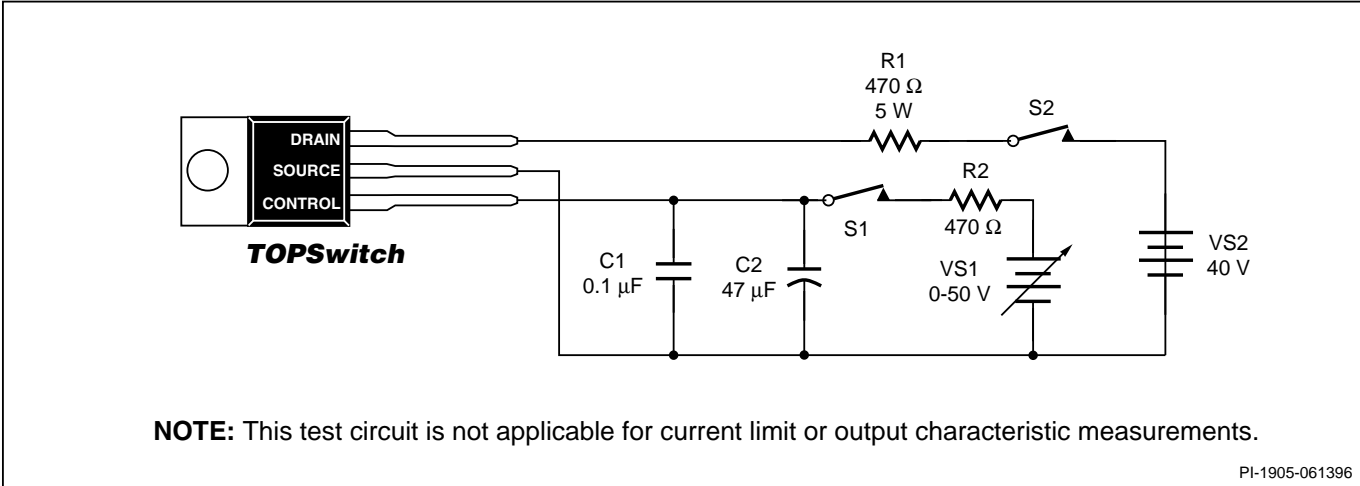 DRAIN
SOURCE
CONTROL
TOPSwitch
R1
470 Ω
5 W
S2
R2
470 Ω
S1
C1
0.1 µF
C2
47 µF
VS1
0-50 V
VS2
40 V
NOTE: This test circuit is not applicable for current limit or output characteristic measurements.
PI-1905-061396